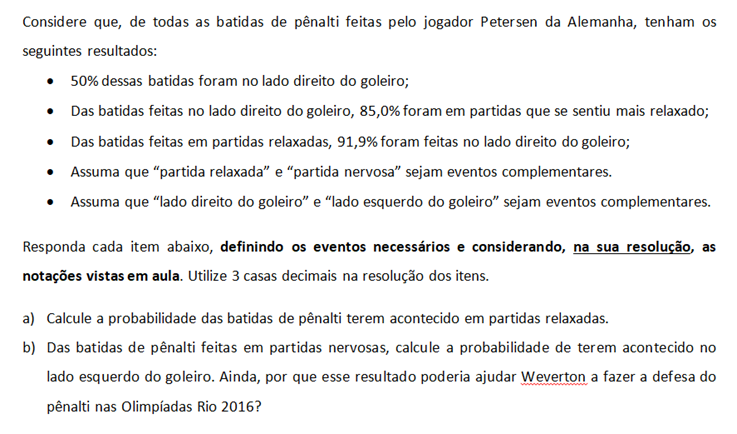 Considere que, de todas as batidas de pênalti feitas pelo jogador Petersen da Alemanha, tenham os
seguintes resultados:
• 50% dessas batidas foram no lado direito do goleiro;
• Das batidas feitas no lado direito do goleiro, 85,0% foram em partidas que se sentiu mais relaxado;
• Das batidas feitas em partidas relaxadas, 91,9% foram feitas no lado direito do goleiro;
• Assuma que “partida relaxada” e “partida nervosa” sejam eventos complementares.
• Assuma que “lado direito do goleiro” e “lado esquerdo do goleiro” sejam eventos complementares.
Responda cada item abaixo, definindo os eventos necessários e considerando, na sua resolução, as
notações vistas em aula. Utilize 3 casas decimais na resolução dos itens.
a) Calcule a probabilidade das batidas de pênalti terem acontecido em partidas relaxadas.
b) Das batidas de pênalti feitas em partidas nervosas, calcule a probabilidade de terem acontecido no
lado esquerdo do goleiro. Ainda, por que esse resultado poderia ajudar Weverton a fazer a defesa do
pênalti nas Olimpíadas Rio 2016?